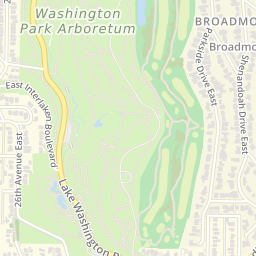 Washington
Park Arboretum
BROADMO
Broadmo
Parkside Drive East
Shenandoah Drive East
East Interlaken
Boulevard
26th Avenue East
Lake Washington B